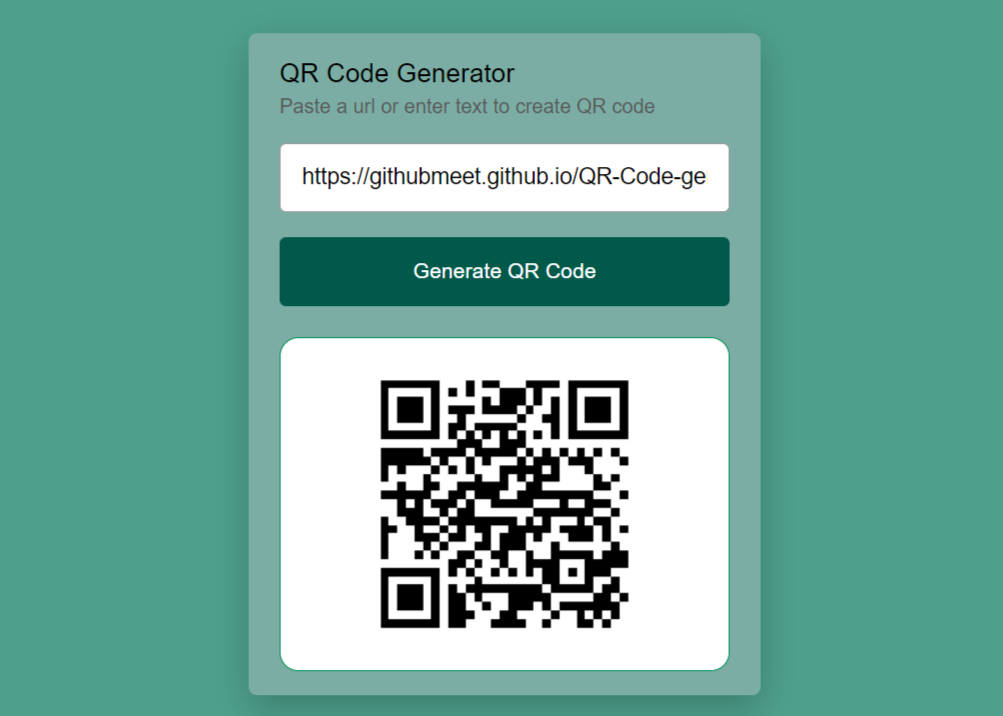 QR Code Generator
Paste a url or enter text to create QR code
https://githubmeet.github.io/QR-Code-ge
Generate QR Code